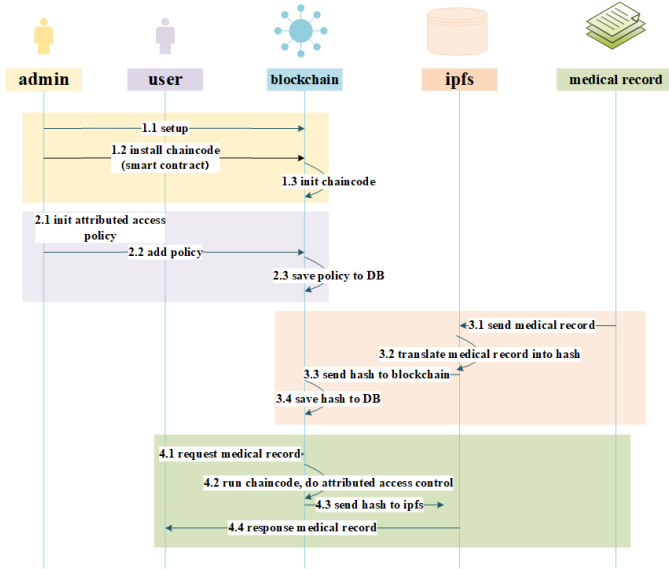 admin
user
blockchain
ipfs
medical record
1.1 setup
1.2 install chaincode
(smart contract)
1.3 init chaincode
2.1 init attributed access
policy
2.2 add policy
2.3 save policy to DB
3.1 send medical record
3.2 translate medical record into hash
3.3 send hash to blockchain
3.4 save hash to DB
4.1 request medical record
4.2 run chaincode, do attributed access control
4.3 send hash to ipfs
4.4 response medical record